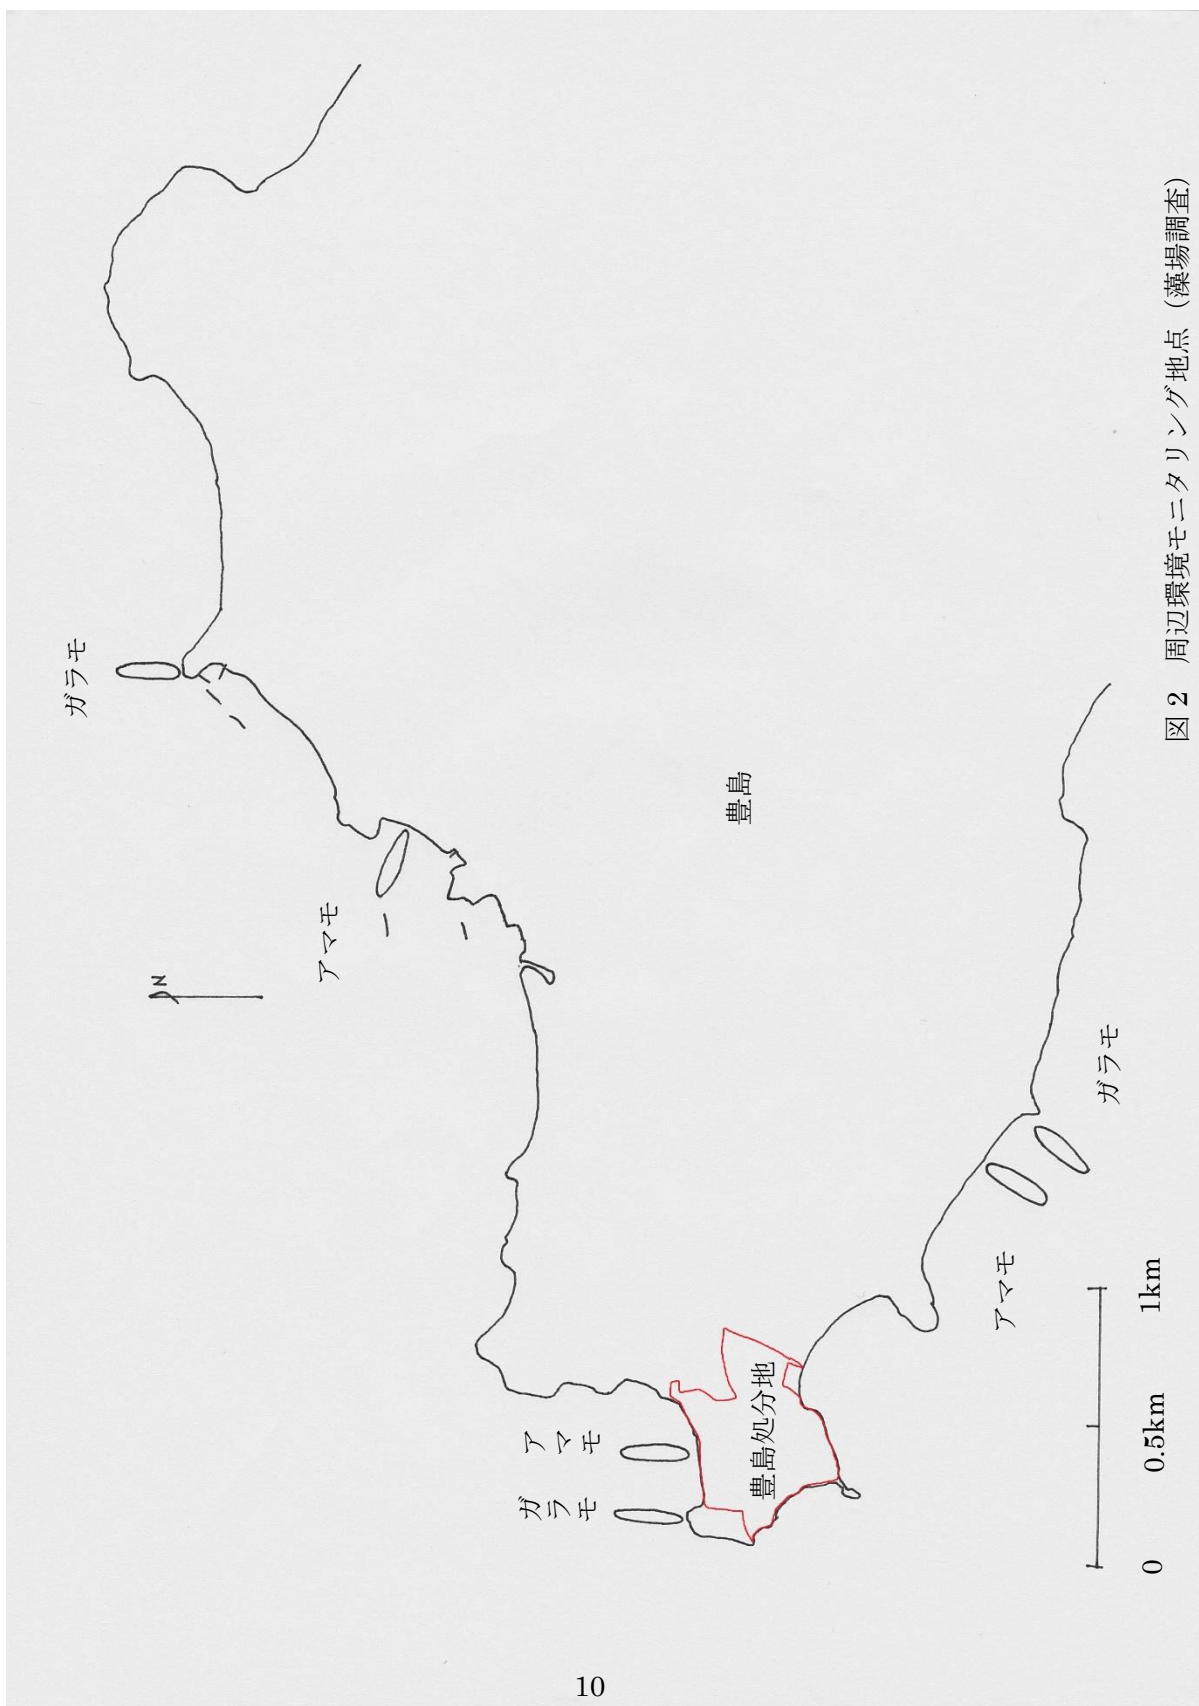 ガラモ
アマモ
N
豊島
アマモ
ガラモ
豊島処分地
アマモ
ガラモ
0 0.5km 1km
図2 周辺環境モニタリング地点（藻場調査）
10